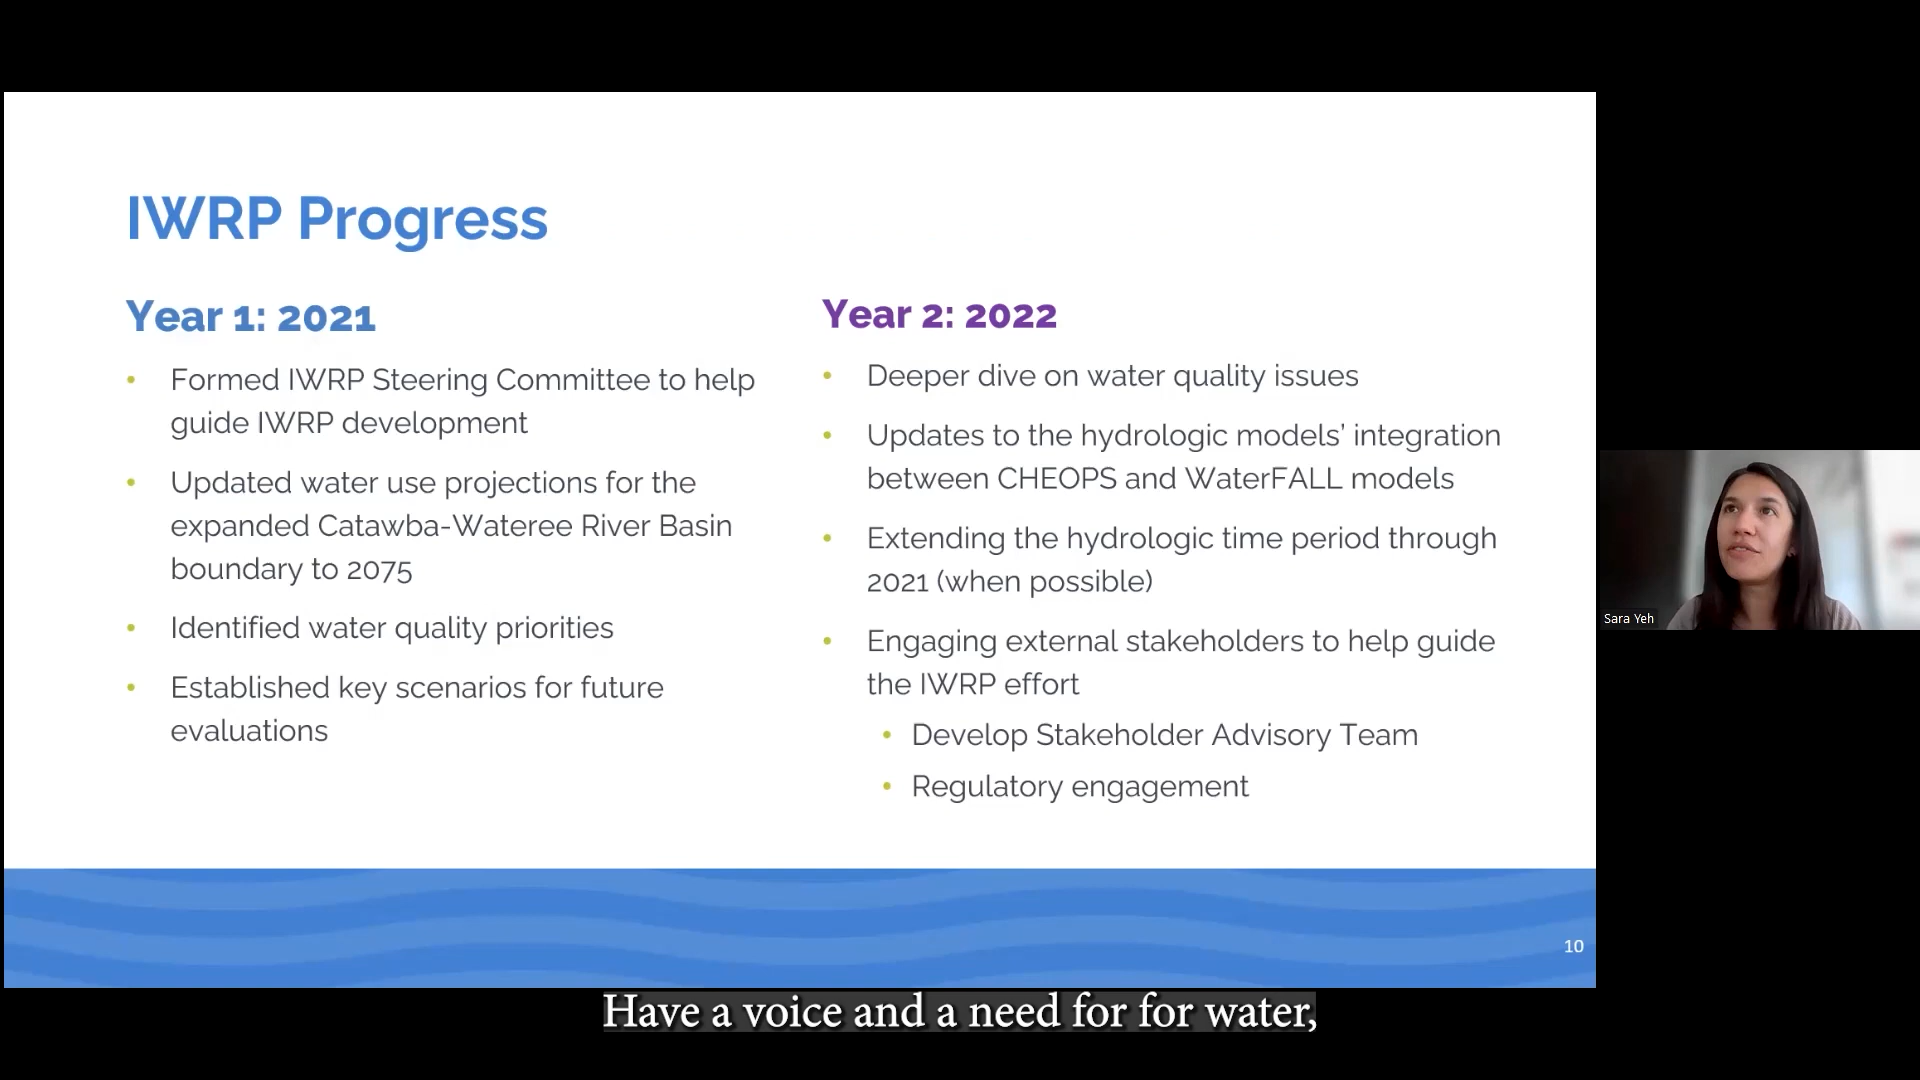 IWRP Progress
Year 1: 2021
• Formed IWRP Steering Committee to help
guide IWRP development
• Updated water use projections for the
expanded Catawba-Wateree River Basin
boundary to 2075
• Identified water quality priorities
• Established key scenarios for future
evaluations
Year 2: 2022
• Deeper dive on water quality issues
• Updates to the hydrologic models’ integration
between CHEOPS and WaterFALL models
• Extending the hydrologic time period through
2021 (when possible)
• Engaging external stakeholders to help guide
the IWRP effort
• Develop Stakeholder Advisory Team
• Regulatory engagement
10
Sara Yeh
Have a voice and a need for for water,